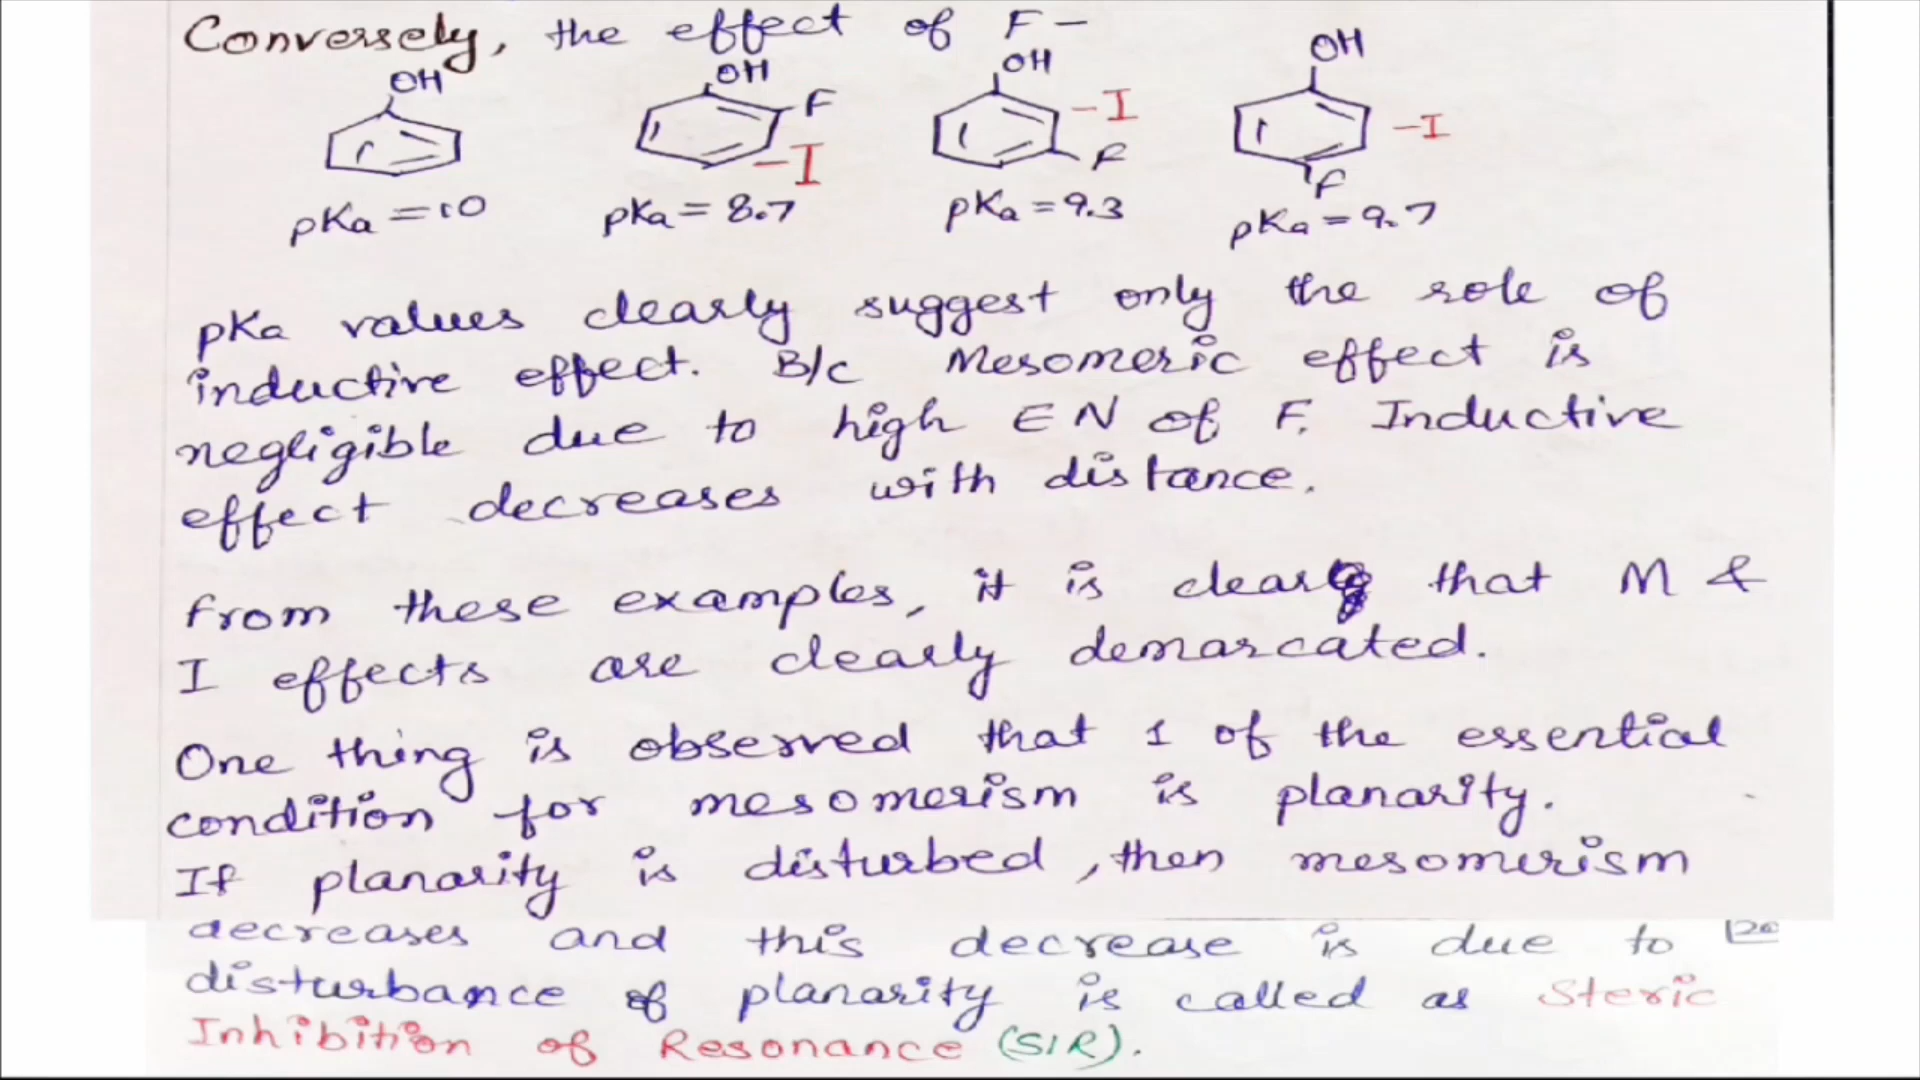 Conversely, the effect of F -
OH
OH
F
-I
OH
-I
F
OH
-I
F
pKa = 10
pKa = 8.7
pKa = 9.3
pKa = 9.7
pKa values clearly suggest only the role of
inductive effect. B/c Mesomeric effect is
negligible due to high EN of F. Inductive
effect decreases with distance.
from these examples, it is clear that M &
I effects are clearly demarcated.
One thing is observed that 1 of the essential
condition for mesomerism is planarity.
If planarity is disturbed, then mesomerism
decreases and this decrease is due to
disturbance of planarity is called as Steric
Inhibition of Resonance (SIR).